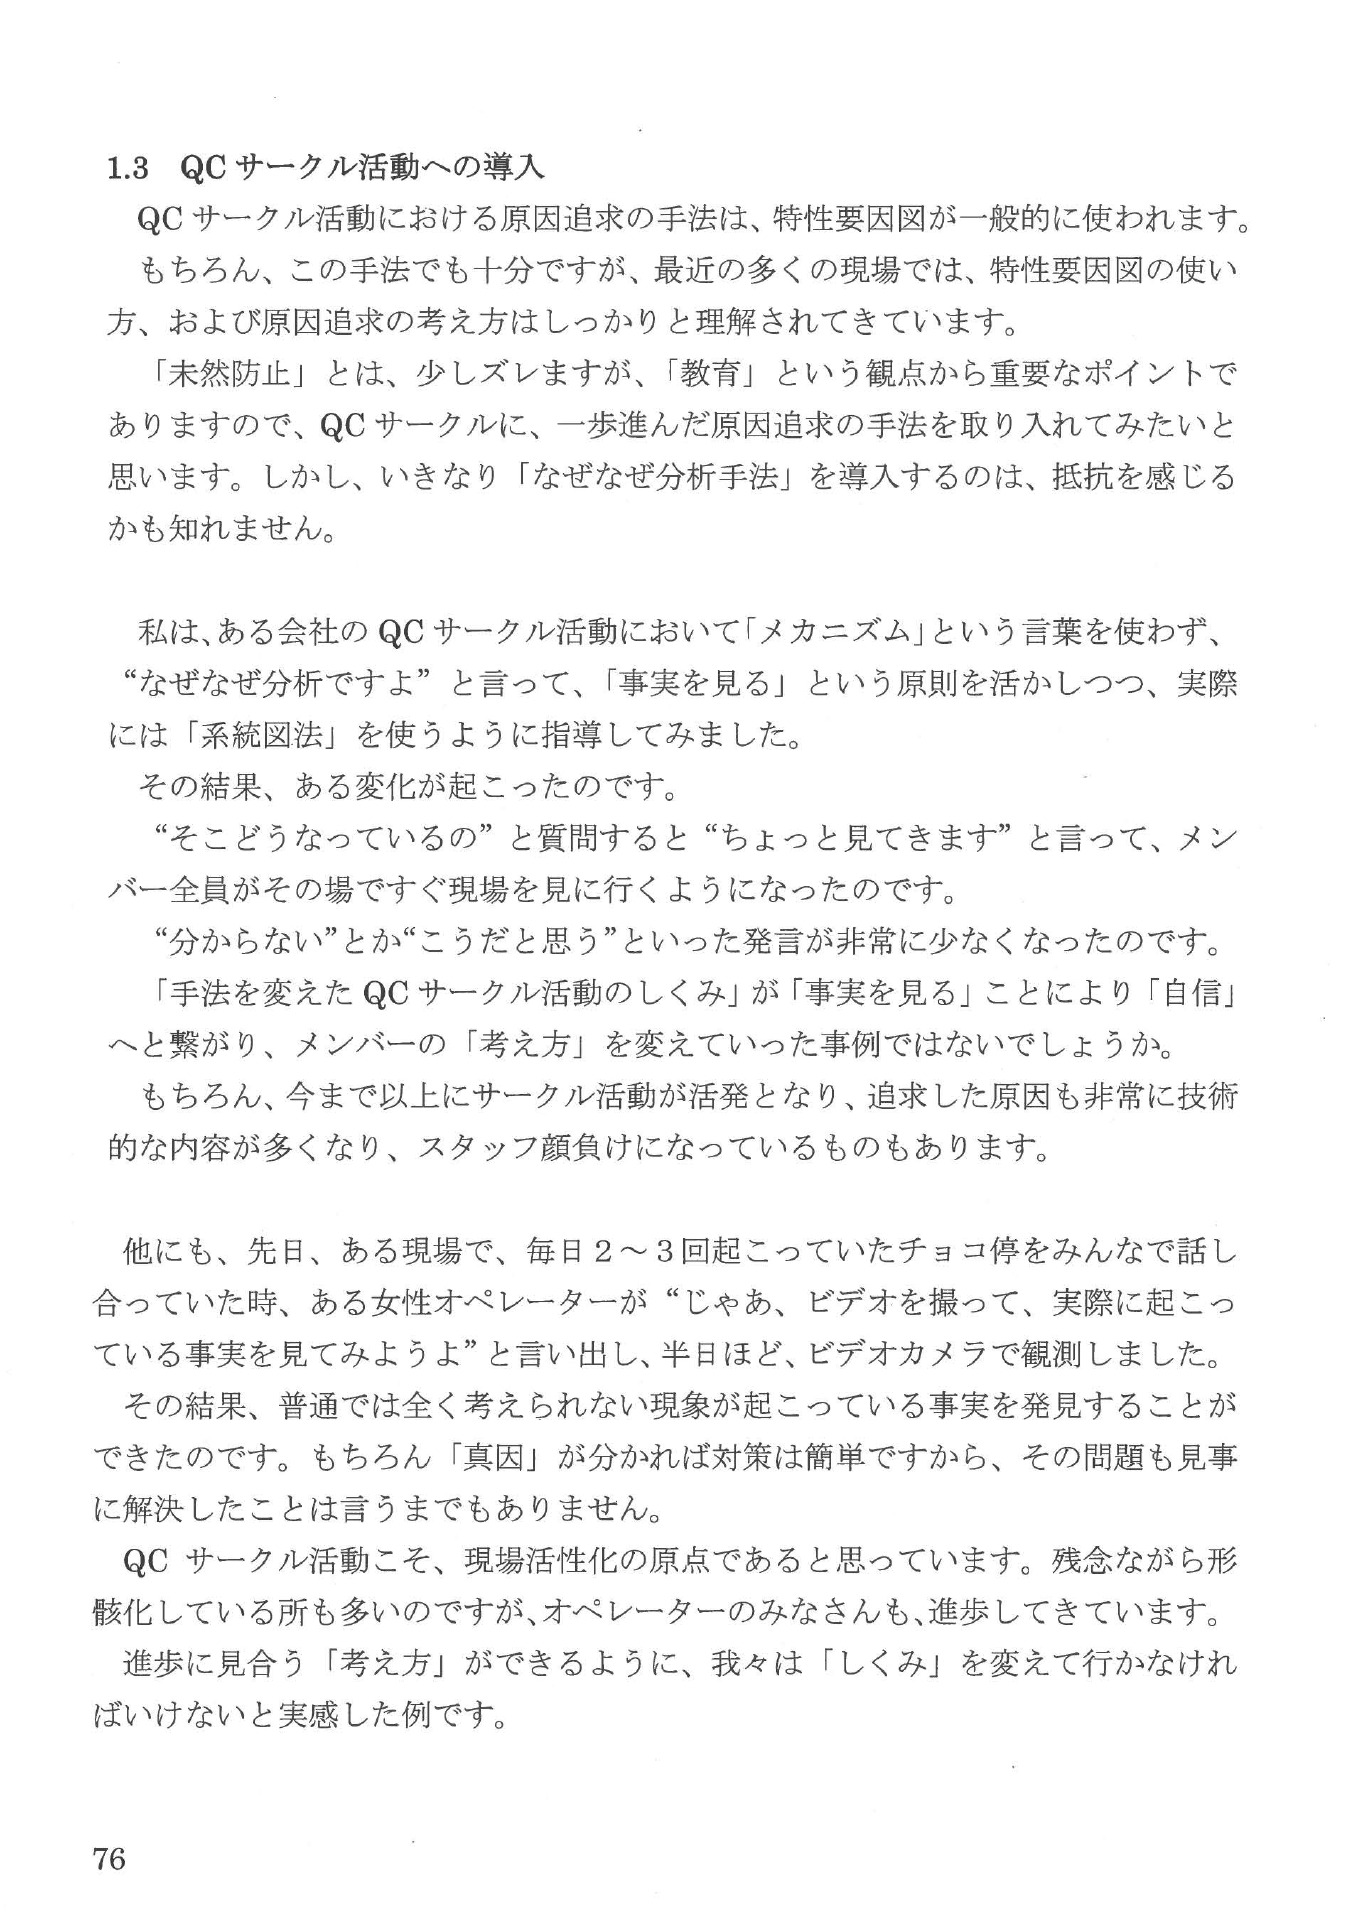 1.3　QCサークル活動への導入
QCサークル活動における原因追求の手法は、特性要因図が一般的に使われます。
もちろん、この手法でも十分ですが、最近の多くの現場では、特性要因図の使い
方、および原因追求の考え方はしっかりと理解されてきています。
「未然防止」とは、少しズレますが、「教育」という観点から重要なポイントで
ありますので、QCサークルに、一歩進んだ原因追求の手法を取り入れてみたいと
思います。しかし、いきなり「なぜなぜ分析手法」を導入するのは、抵抗を感じる
かも知れません。
私は、ある会社のQCサークル活動において「メカニズム」という言葉を使わず、
“なぜなぜ分析ですよ”と言って、「事実を見る」という原則を活かしつつ、実際
には「系統図法」を使うように指導してみました。
その結果、ある変化が起こったのです。
“そこどうなっているの”と質問すると“ちょっと見てきます”と言って、メン
バー全員がその場ですぐ現場を見に行くようになったのです。
“分からない”とか“こうだと思う”といった発言が非常に少なくなったのです。
「手法を変えたQCサークル活動のしくみ」が「事実を見る」ことにより「自信」
へと繋がり、メンバーの「考え方」を変えていった事例ではないでしょうか。
もちろん、今まで以上にサークル活動が活発となり、追求した原因も非常に技術
的な内容が多くなり、スタッフ顔負けになっているものもあります。
他にも、先日、ある現場で、毎日２～３回起こっていたチョコ停をみんなで話し
合っていた時、ある女性オペレーターが“じゃあ、ビデオを撮って、実際に起こっ
ている事実を見てみようよ”と言い出し、半日ほど、ビデオカメラで観測しました。
その結果、普通では全く考えられない現象が起こっている事実を発見することが
できたのです。もちろん「真因」が分かれば対策は簡単ですから、その問題も見事
に解決したことは言うまでもありません。
QC サークル活動こそ、現場活性化の原点であると思っています。残念ながら形
骸化している所も多いのですが、オペレーターのみなさんも、進歩してきています。
進歩に見合う「考え方」ができるように、我々は「しくみ」を変えて行かなけれ
ばいけないと実感した例です。
76